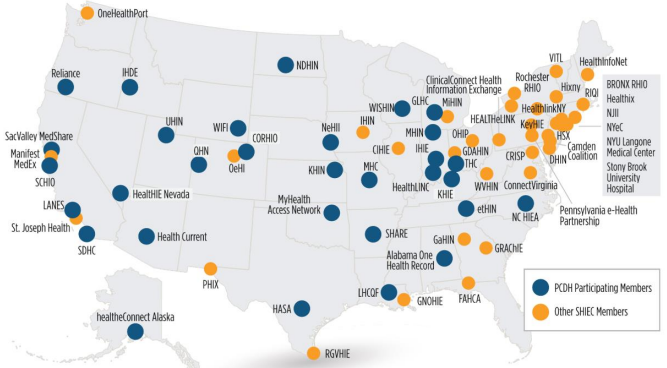 OneHealthPort
Reliance
IHDE
NDHIN
ClinicalConnect Health
Information Exchange
VITL
HealthInfoNet
Rochester
RHIO
Hixny
RIQI
BRONX RHIO
Healthix
NJII
NYeC
NYU Langone
Medical Center
Stony Brook
University
Hospital
WISHIN
GLHC
MiHIN
HEALTHeLINK
HealthlinkNY
KeyHIE
HSX
Camden
Coalition
DHIN
UHIN
WIFI
CORHIO
NeHII
IHIN
MHIN
OHIP
SacValley MedShare
Manifest
MedEx
SCHIO
QHN
OeHI
CIHIE
IHIE
GDAHIN
THC
CRISP
KHIN
MHC
HealthLINC
KHIE
WVHIN
ConnectVirginia
HealtHIE Nevada
MyHealth
Access Network
etHIN
NC HIEA
Pennsylvania e-Health
Partnership
LANES
St. Joseph Health
SDHC
Health Current
SHARE
GaHIN
GRAChIE
Alabama One
Health Record
PHIX
HASA
LHCQF
GNOHIE
FAHCA
healtheConnect Alaska
RGVHIE
PCDH Participating Members
Other SHIEC Members